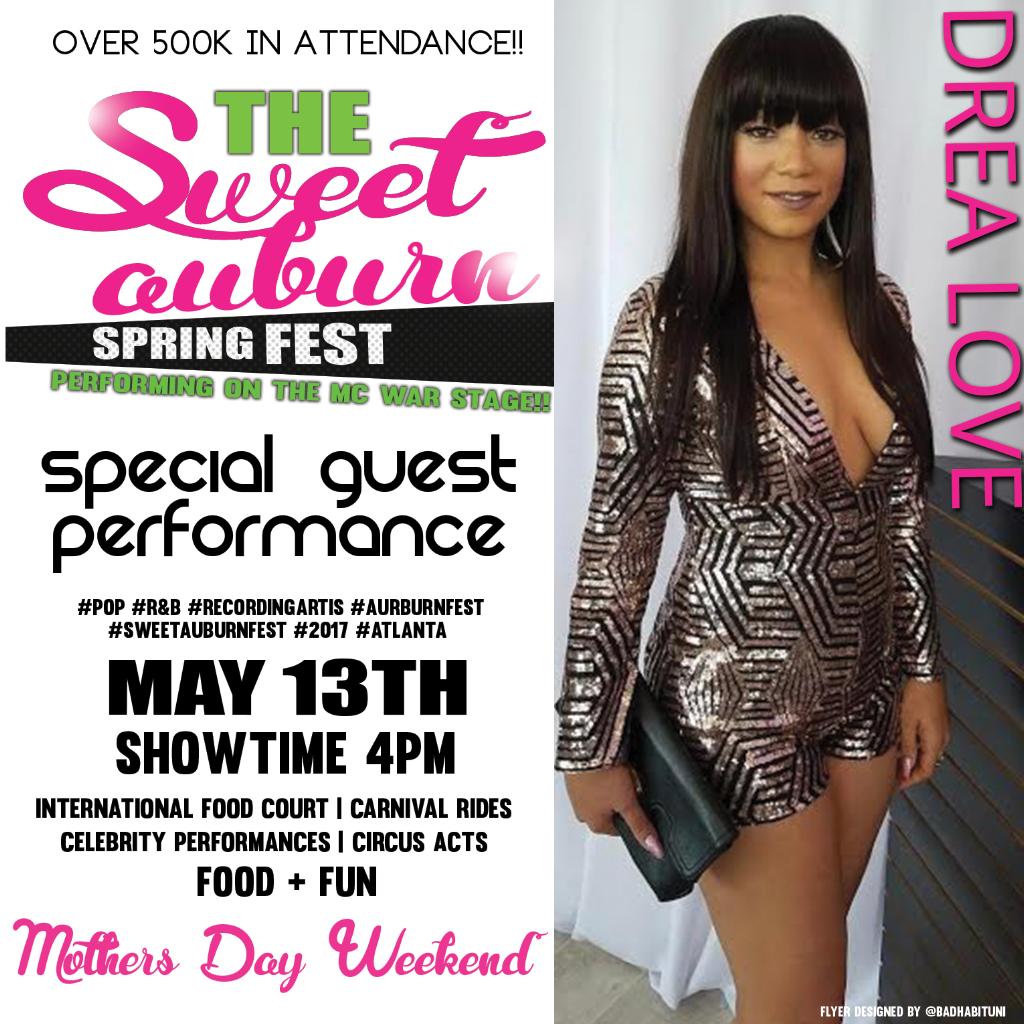 OVER 500K IN ATTENDANCE!!
THE
Sweet
auburn
SPRING FEST
PERFORMING ON THE MC WAR STAGE!!
special guest
performance
#POP #R&B #RECORDINGARTIS #AURBURNFEST
#SWEETAUBURNFEST #2017 #ATLANTA
MAY 13TH
SHOWTIME 4PM
INTERNATIONAL FOOD COURT | CARNIVAL RIDES
CELEBRITY PERFORMANCES | CIRCUS ACTS
FOOD + FUN
Mothers Day Weekend
DREA LOVE
FLYER DESIGNED BY @BADHABITUNI